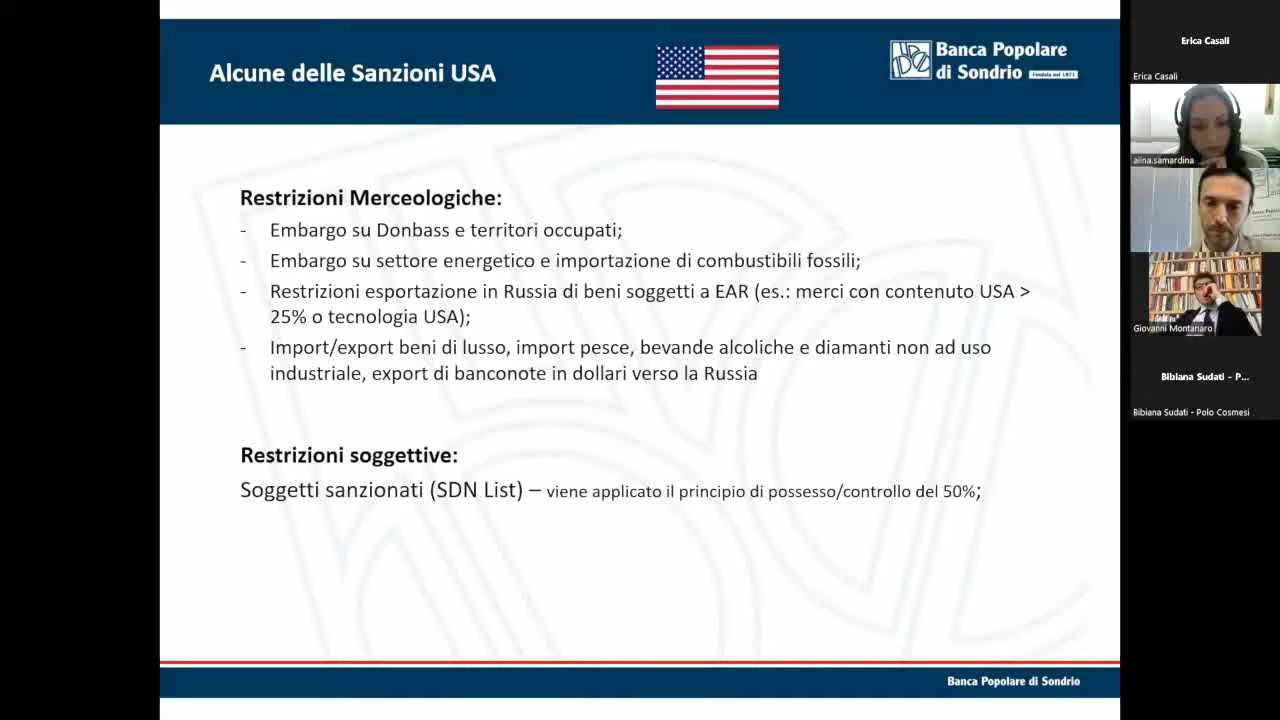 Alcune delle Sanzioni USA
Banca Popolare
di Sondrio Fondata nel 1871
Restrizioni Merceologiche:
- Embargo su Donbass e territori occupati;
- Embargo su settore energetico e importazione di combustibili fossili;
- Restrizioni esportazione in Russia di beni soggetti a EAR (es.: merci con contenuto USA >
25% o tecnologia USA);
- Import/export beni di lusso, import pesce, bevande alcoliche e diamanti non ad uso
industriale, export di banconote in dollari verso la Russia
Restrizioni soggettive:
Soggetti sanzionati (SDN List) – viene applicato il principio di possesso/controllo del 50%;
Banca Popolare di Sondrio
Erica Casali
Erica Casali
alina.samardina
Giovanni Montanaro
Bibiana Sudati - P...
Bibiana Sudati - Polo Cosmesi